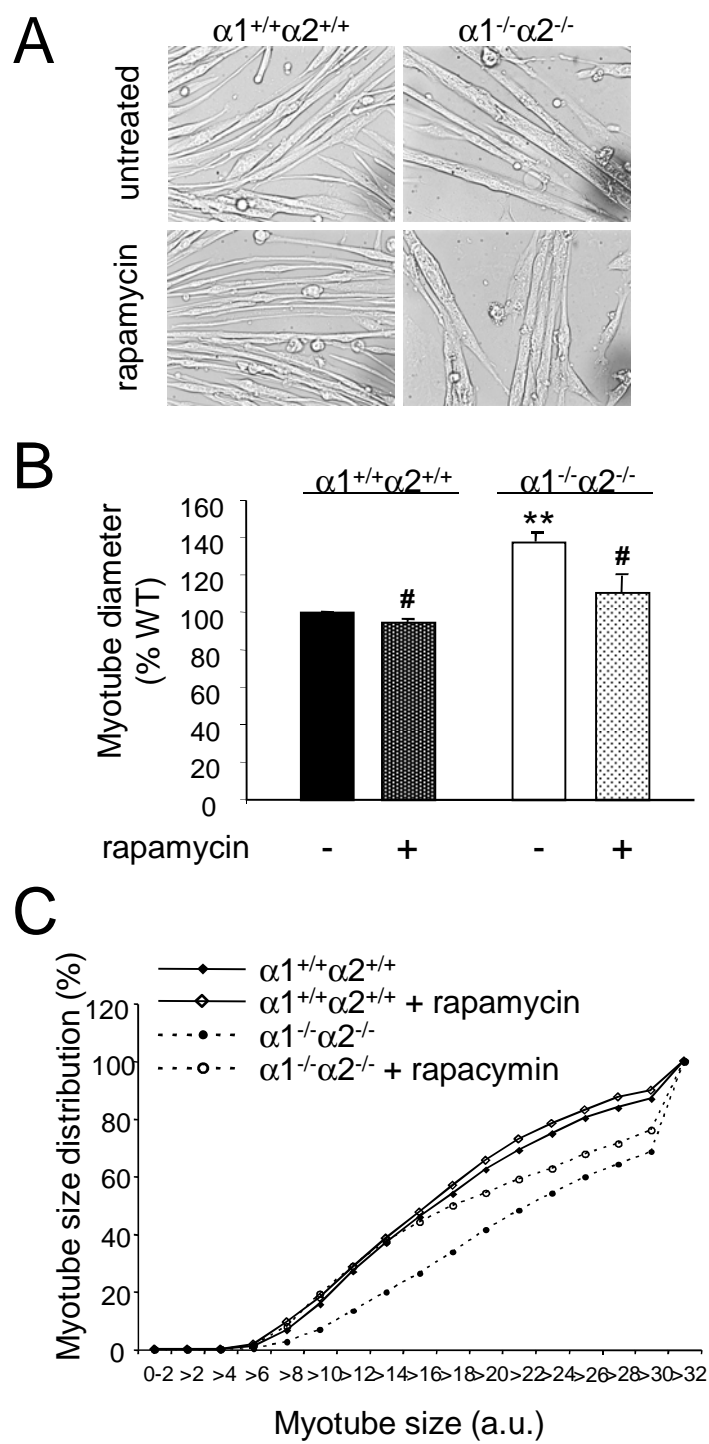 A
α1+/+α2+/+ α1-/-α2-/-
untreated
rapamycin
B
α1+/+α2+/+ α1-/-α2-/-
Myotube diameter
(% WT)
160
140
120
100
80
60
40
20
0
**
#
#
rapamycin - + - +
C
α1+/+α2+/+
α1+/+α2+/+ + rapamycin
α1-/-α2-/-
α1-/-α2-/- + rapacymin
Myotube size distribution (%)
120
100
80
60
40
20
0
0-2 >2 >4 >6 >8 >10 >12 >14 >16 >18 >20 >22 >24 >26 >28 >30 >32
Myotube size (a.u.)